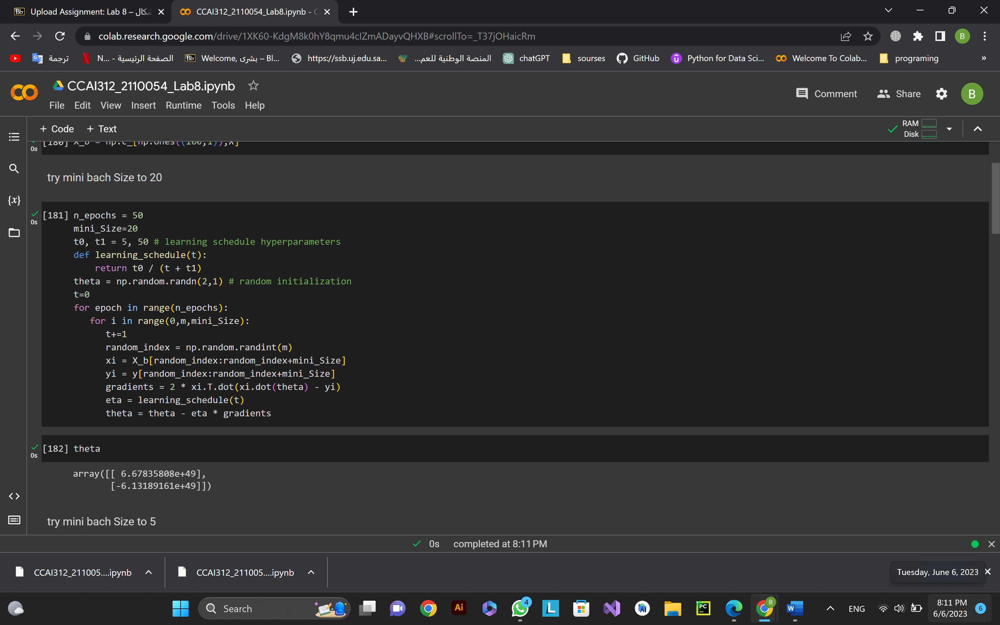 Upload Assignment: Lab 8 –
CCAI312_2110054_Lab8.ipynb - C
colab.research.google.com/drive/1XK60-KdgM8k0hY8qmu4cIZmADayvQHXB#scrollTo=_T37jOHaicRm
B
ترجمة
N... - الصفحة الرئيسية
Bb
Welcome, بشرى – Bl...
https://ssb.uj.edu.sa...
المنصة الوطنية للعم...
chatGPT
sourses
GitHub
Python for Data Sci...
Welcome To Colab...
programing
»
CCAI312_2110054_Lab8.ipynb
File Edit View Insert Runtime Tools Help
Comment
Share
B
+ Code + Text
RAM
Disk
0s
[180] X_b = np.c_[np.ones((100,1)),X]
try mini bach Size to 20
0s
[181] n_epochs = 50
mini_Size=20
t0, t1 = 5, 50 # learning schedule hyperparameters
def learning_schedule(t):
return t0 / (t + t1)
theta = np.random.randn(2,1) # random initialization
t=0
for epoch in range(n_epochs):
for i in range(0,m,mini_Size):
t+=1
random_index = np.random.randint(m)
xi = X_b[random_index:random_index+mini_Size]
yi = y[random_index:random_index+mini_Size]
gradients = 2 * xi.T.dot(xi.dot(theta) - yi)
eta = learning_schedule(t)
theta = theta - eta * gradients
0s
[182] theta
array([[ 6.67835808e+49],
[-6.13189161e+49]])
try mini bach Size to 5
0s completed at 8:11 PM
CCAI312_211005....ipynb
CCAI312_211005....ipynb
Tuesday, June 6, 2023
Search
Ai
4
L
PC
B
W
ENG
8:11 PM
6/6/2023
6